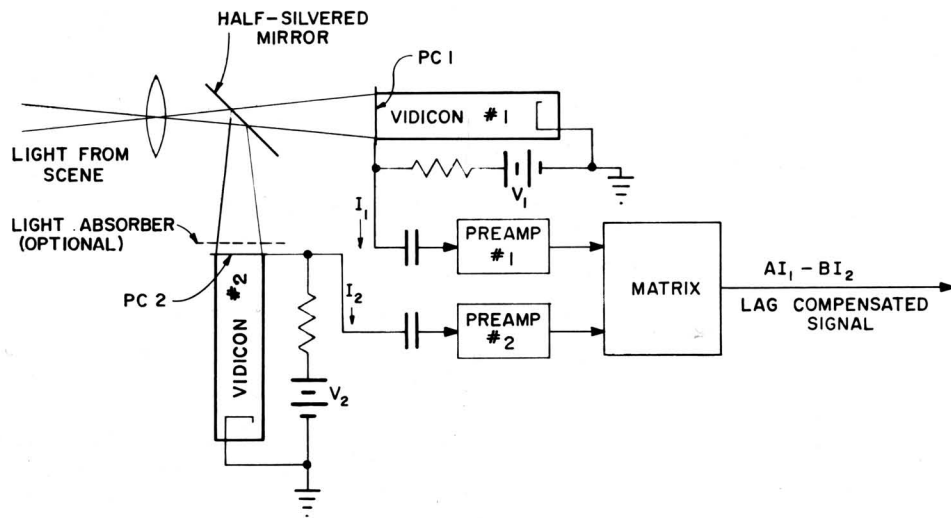 HALF-SILVERED
MIRROR
PC 1
VIDICON #1
LIGHT FROM
SCENE
V1
I1
LIGHT ABSORBER
(OPTIONAL)
PREAMP
#1
AI1 - BI2
MATRIX
LAG COMPENSATED
SIGNAL
PC 2
I2
VIDICON #2
PREAMP
#2
V2